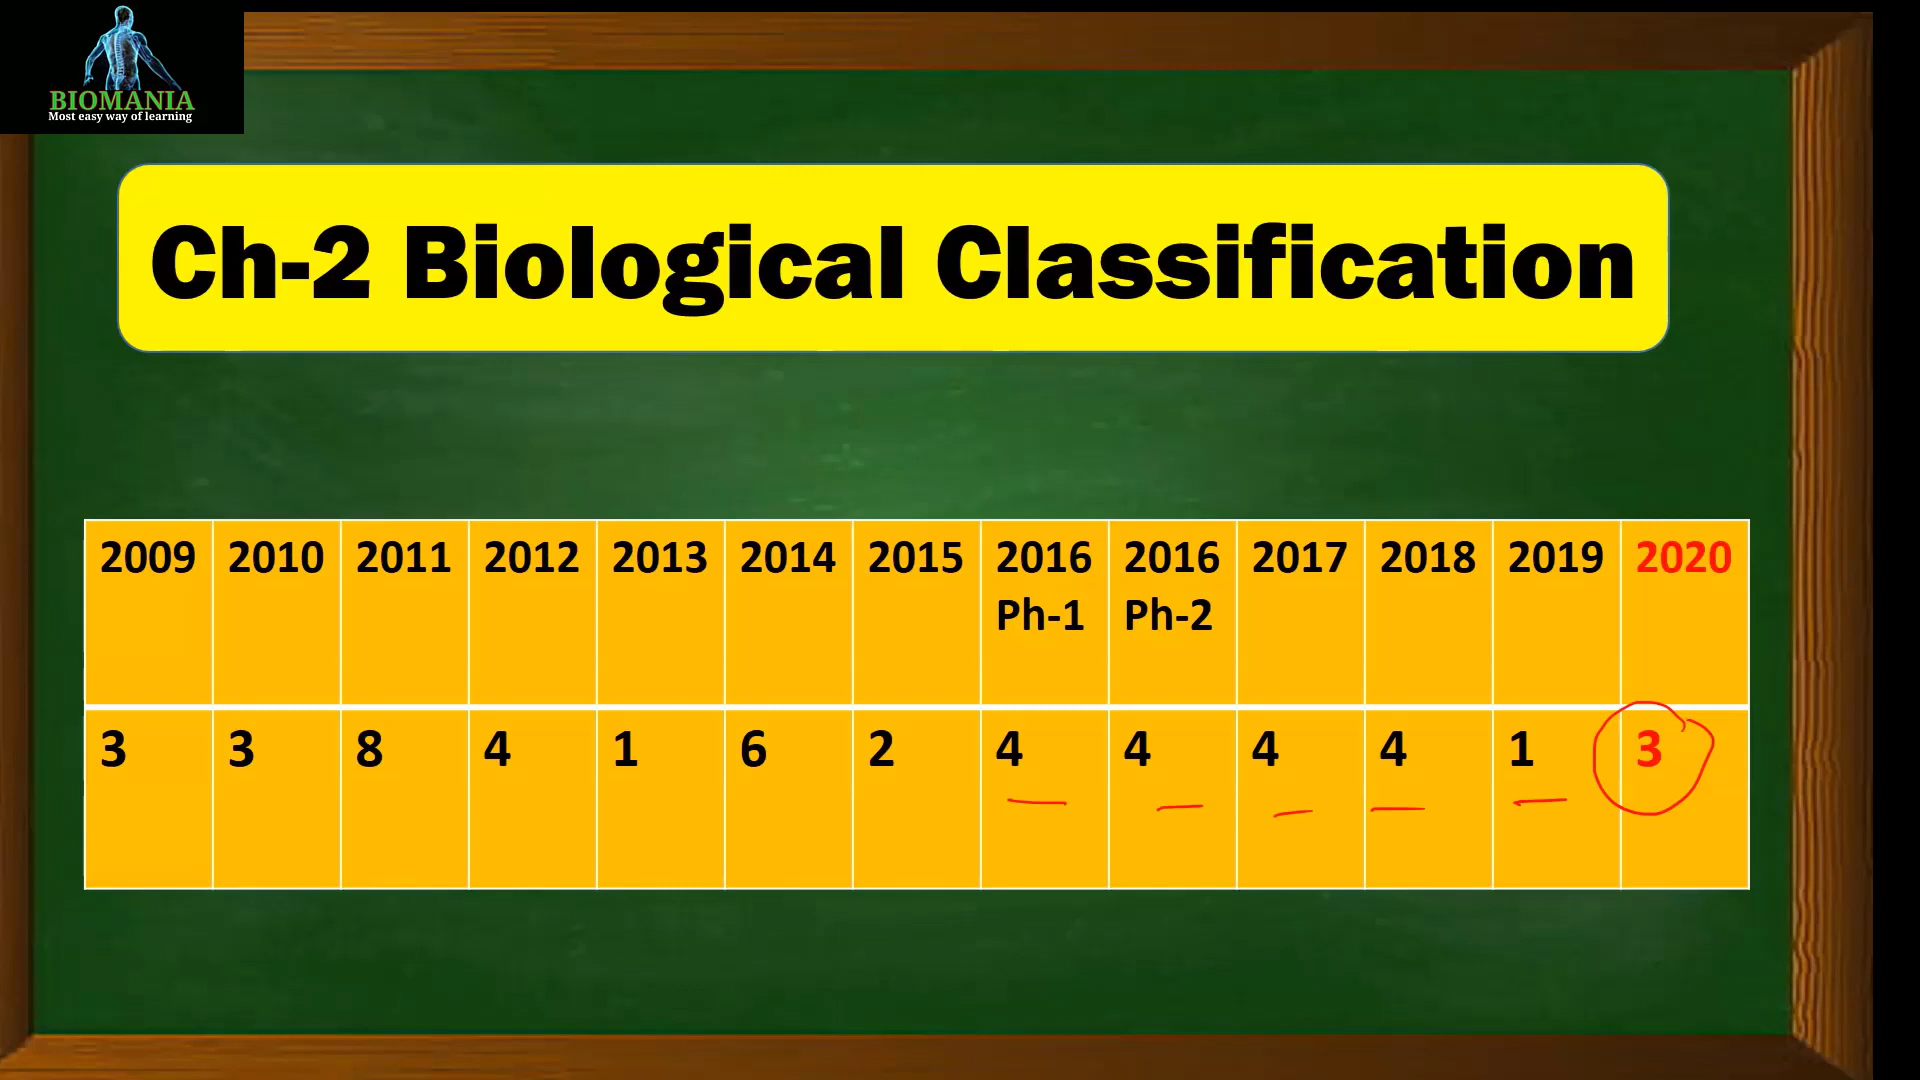 BIOMANIA
Most easy way of learning
Ch-2 Biological Classification
2009 2010 2011 2012 2013 2014 2015 2016 2016 2017 2018 2019 2020
Ph-1 Ph-2
3 3 8 4 1 6 2 4 4 4 4 1 3